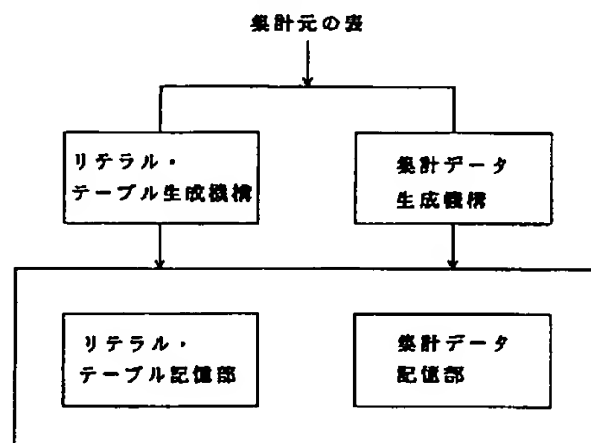 集計元の表
リテラル・
テーブル生成機構
集計データ
生成機構
リテラル・
テーブル記憶部
集計データ
記憶部